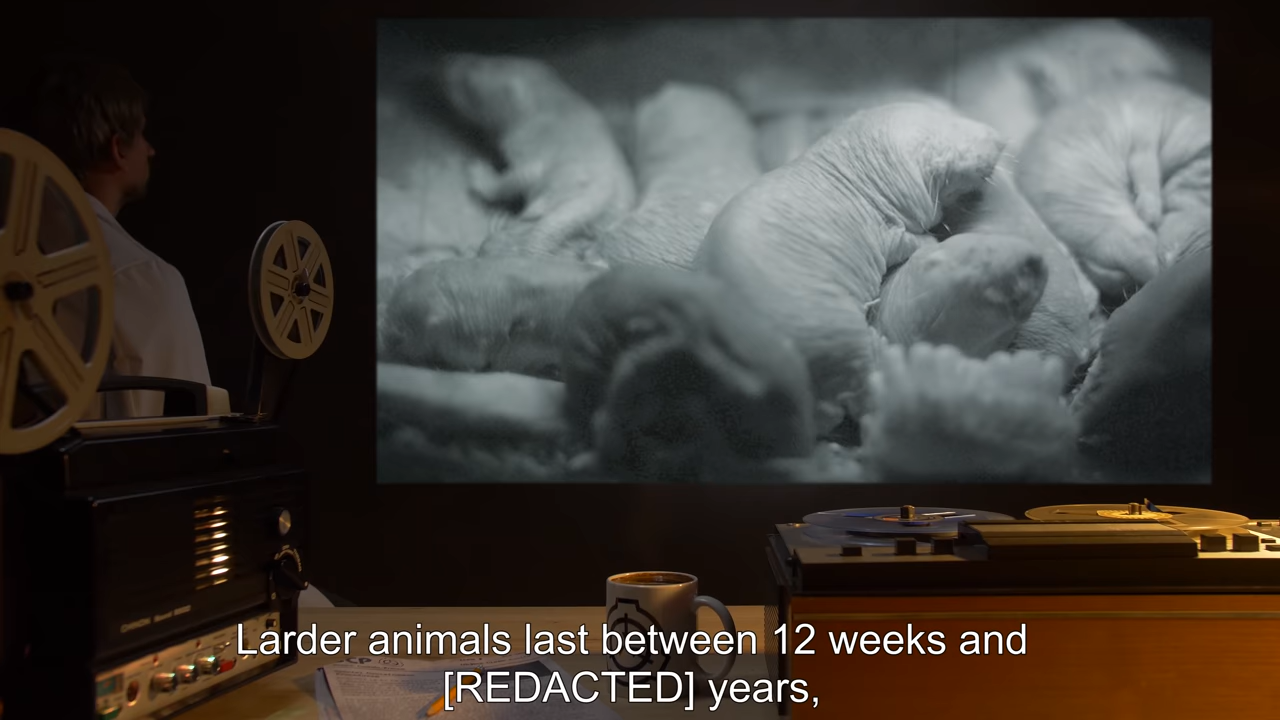 Larder animals last between 12 weeks and
[REDACTED] years,